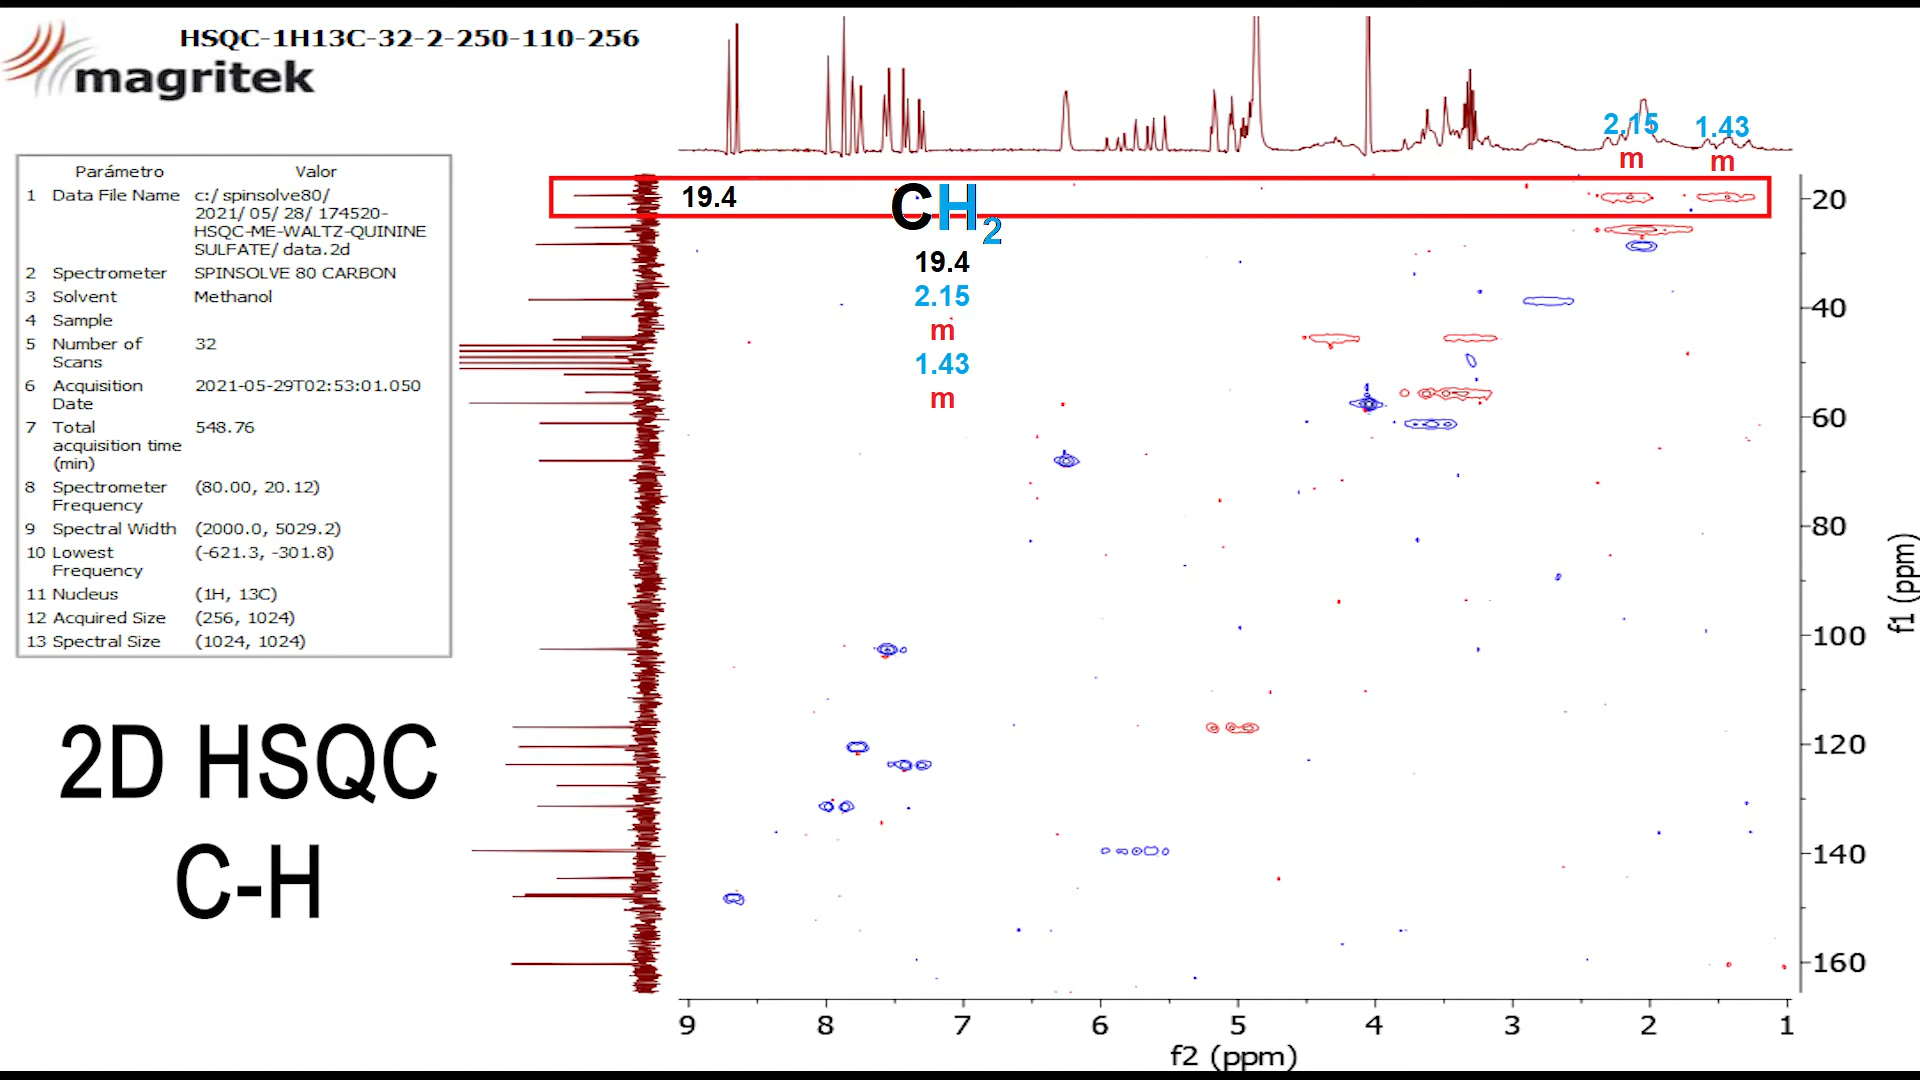 HSQC-1H13C-32-2-250-110-256
magritek
Parámetro Valor
1 Data File Name c:/ spinsolve80/
2021/ 05/ 28/ 174520-
HSQC-ME-WALTZ-QUININE
SULFATE/ data.2d
2 Spectrometer SPINSOLVE 80 CARBON
3 Solvent Methanol
4 Sample
5 Number of 32
Scans
6 Acquisition 2021-05-29T02:53:01.050
Date
7 Total 548.76
acquisition time
(min)
8 Spectrometer (80.00, 20.12)
Frequency
9 Spectral Width (2000.0, 5029.2)
10 Lowest (-621.3, -301.8)
Frequency
11 Nucleus (1H, 13C)
12 Acquired Size (256, 1024)
13 Spectral Size (1024, 1024)
2D HSQC
C-H
2.15 1.43
m m
19.4 CH2
19.4
2.15
m
1.43
m
20
40
60
80
100
120
140
160
f1 (ppm)
9 8 7 6 5 4 3 2 1
f2 (ppm)